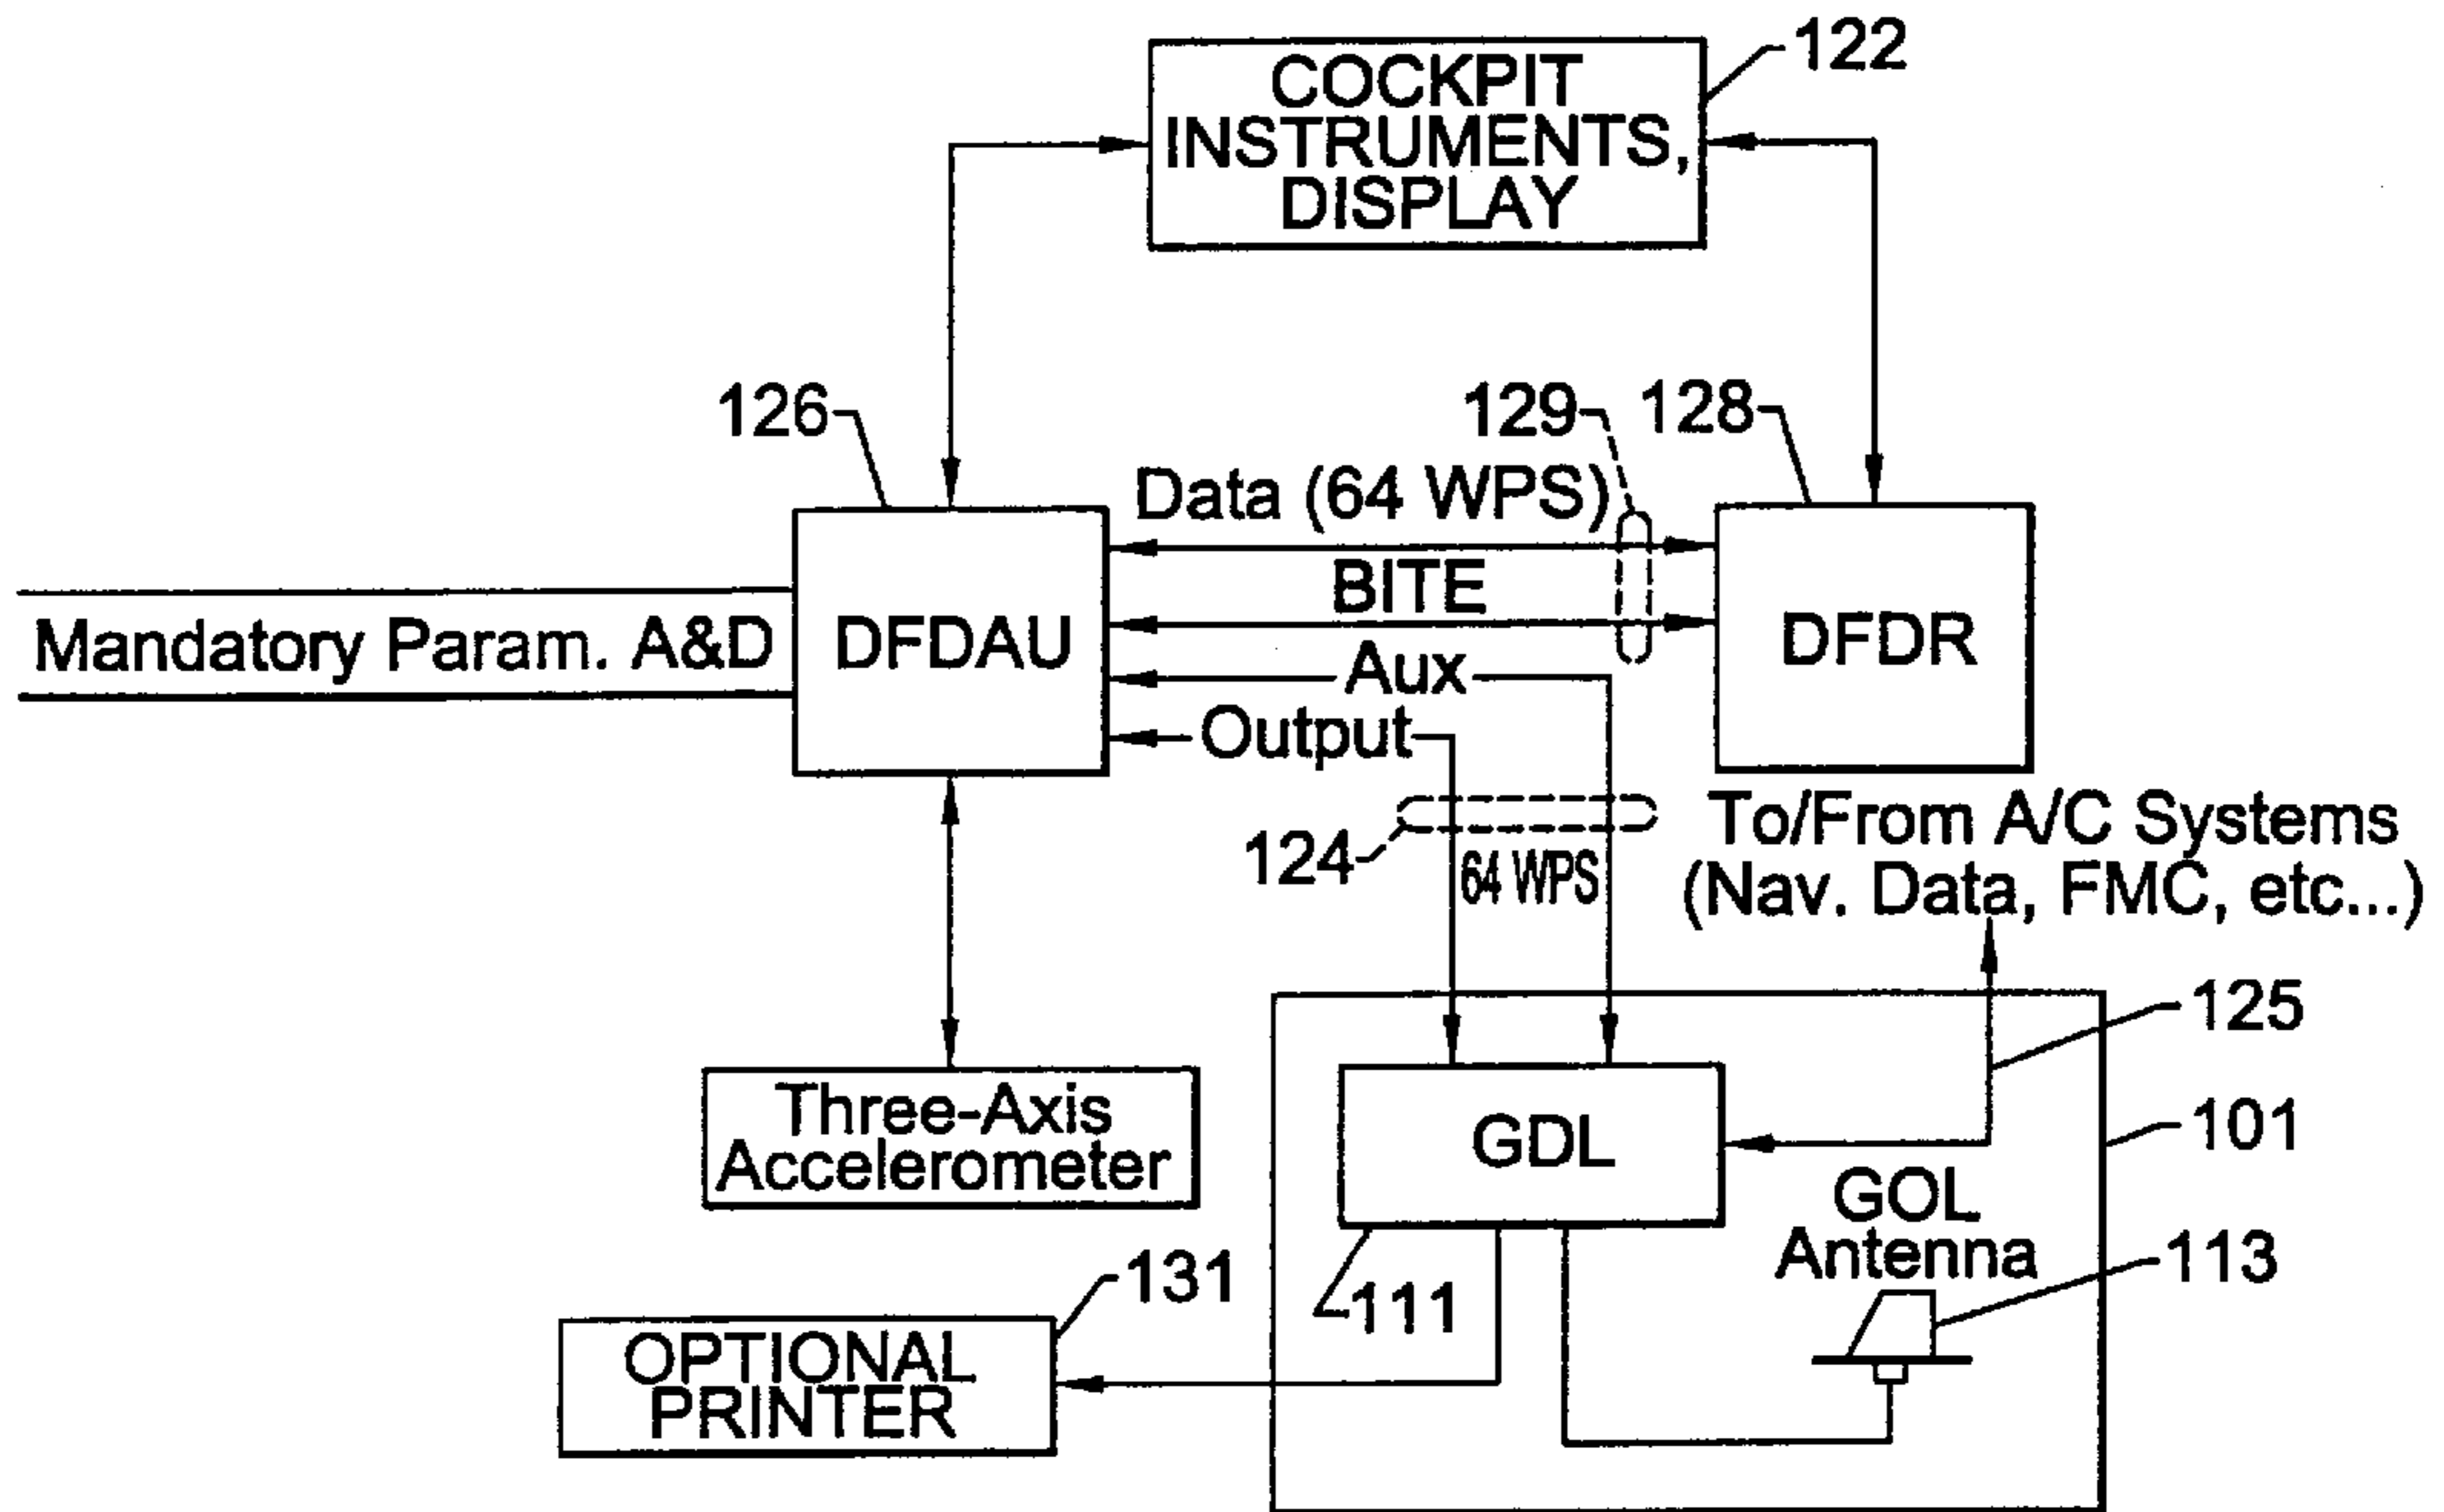 122
COCKPIT
INSTRUMENTS,
DISPLAY
126
129
128
Data (64 WPS)
BITE
Mandatory Param. A&D
DFDAU
DFDR
Aux
Output
124
64 WPS
To/From A/C Systems
(Nav. Data, FMC, etc...)
125
101
Three-Axis
Accelerometer
GDL
GOL
Antenna
113
111
131
OPTIONAL
PRINTER